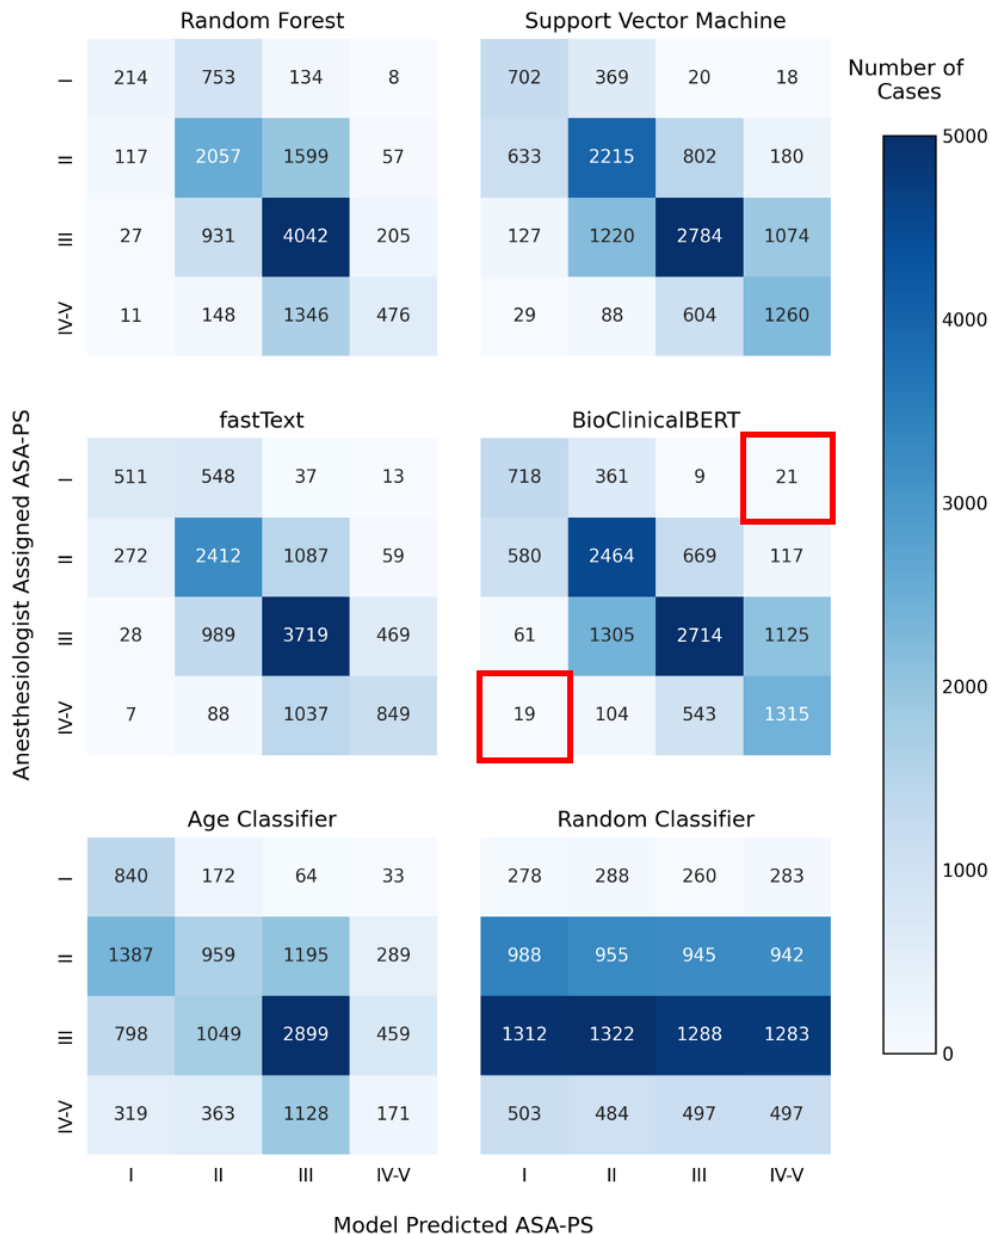 Random Forest
Support Vector Machine
Number of
Cases
I 214 753 134 8
702 369 20 18
5000
II 117 2057 1599 57
633 2215 802 180
III 27 931 4042 205
127 1220 2784 1074
IV-V 11 148 1346 476
29 88 604 1260
4000
Anesthesiologist Assigned ASA-PS
fastText
BioClinicalBERT
I 511 548 37 13
718 361 9 21
3000
II 272 2412 1087 59
580 2464 669 117
III 28 989 3719 469
61 1305 2714 1125
2000
IV-V 7 88 1037 849
19 104 543 1315
Age Classifier
Random Classifier
1000
I 840 172 64 33
278 288 260 283
II 1387 959 1195 289
988 955 945 942
III 798 1049 2899 459
1312 1322 1288 1283
0
IV-V 319 363 1128 171
503 484 497 497
I II III IV-V
I II III IV-V
Model Predicted ASA-PS